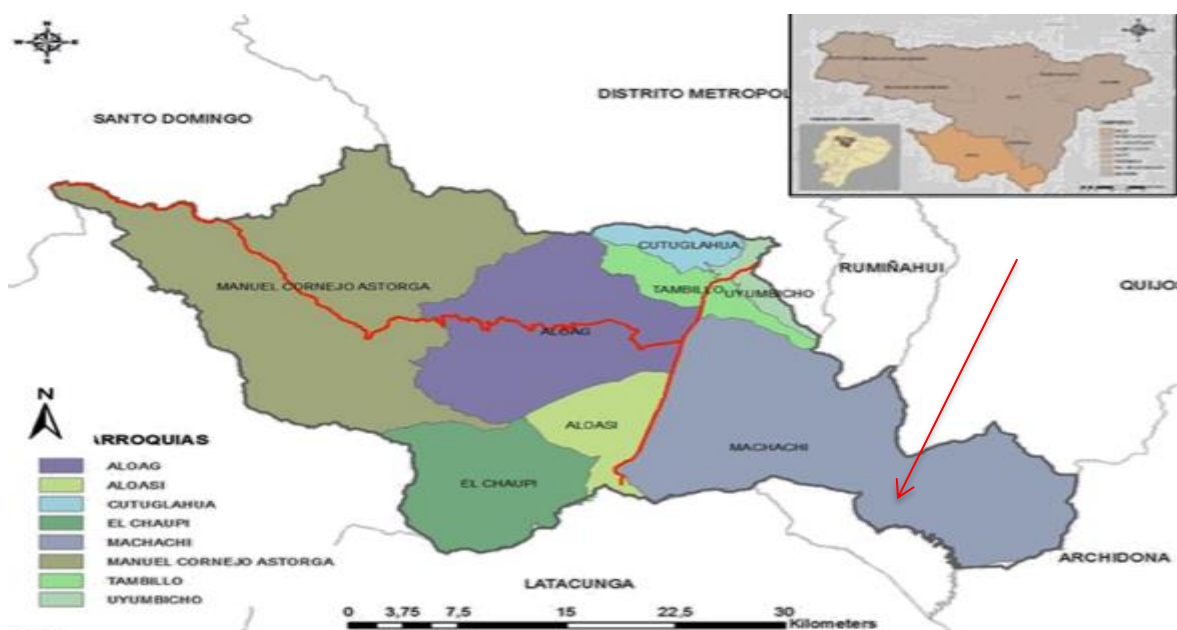 SANTO DOMINGO
DISTRITO METROPOL
CUTUGLAHUA
RUMIÑAHUI
TAMBILLO
UYUMBICHO
QUIJO
MANUEL CORNEJO ASTORGA
ALOAG
ALOASI
MACHACHI
EL CHAUPI
N
ARROQUIAS
ALOAG
ALOASI
CUTUGLAHUA
EL CHAUPI
MACHACHI
MANUEL CORNEJO ASTORGA
TAMBILLO
UYUMBICHO
ARCHIDONA
LATACUNGA
0 3,75 7,5 15 22,5 30
Kilometers